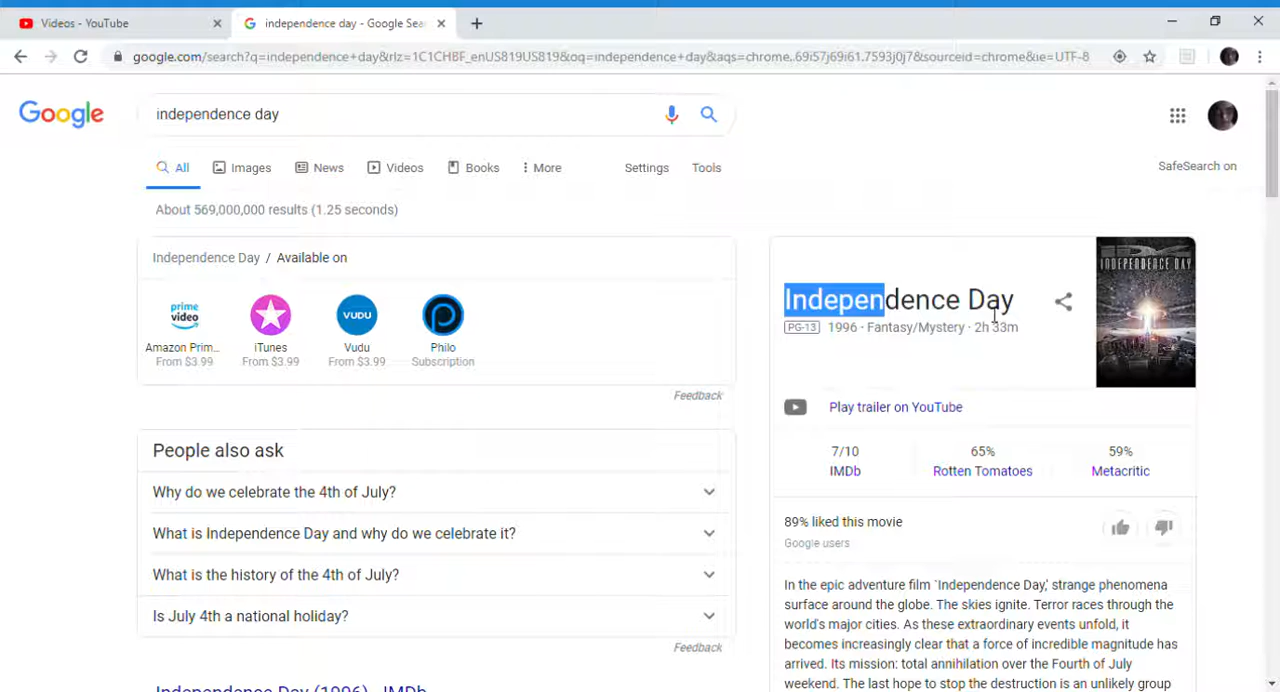 Videos - YouTube
independence day - Google Sea
google.com/search?q=independence+day&rlz=1C1CHBF_enUS819US819&oq=independence+day&aqs=chrome..69i57j69i61.7593j0j7&sourceid=chrome&ie=UTF-8
Google
independence day
All Images News Videos Books More Settings Tools
SafeSearch on
About 569,000,000 results (1.25 seconds)
Independence Day / Available on
prime video
VUDU
Amazon Prim... iTunes Vudu Philo
From $3.99 From $3.99 From $3.99 Subscription
Feedback
People also ask
Why do we celebrate the 4th of July?
What is Independence Day and why do we celebrate it?
What is the history of the 4th of July?
Is July 4th a national holiday?
Feedback
Independence Day (1996) - IMDb
Independence Day
PG-13 1996 · Fantasy/Mystery · 2h 33m
INDEPENDENCE DAY
Play trailer on YouTube
7/10 65% 59%
IMDb Rotten Tomatoes Metacritic
89% liked this movie
Google users
In the epic adventure film `Independence Day,' strange phenomena
surface around the globe. The skies ignite. Terror races through the
world's major cities. As these extraordinary events unfold, it
becomes increasingly clear that a force of incredible magnitude has
arrived. Its mission: total annihilation over the Fourth of July
weekend. The last hope to stop the destruction is an unlikely group